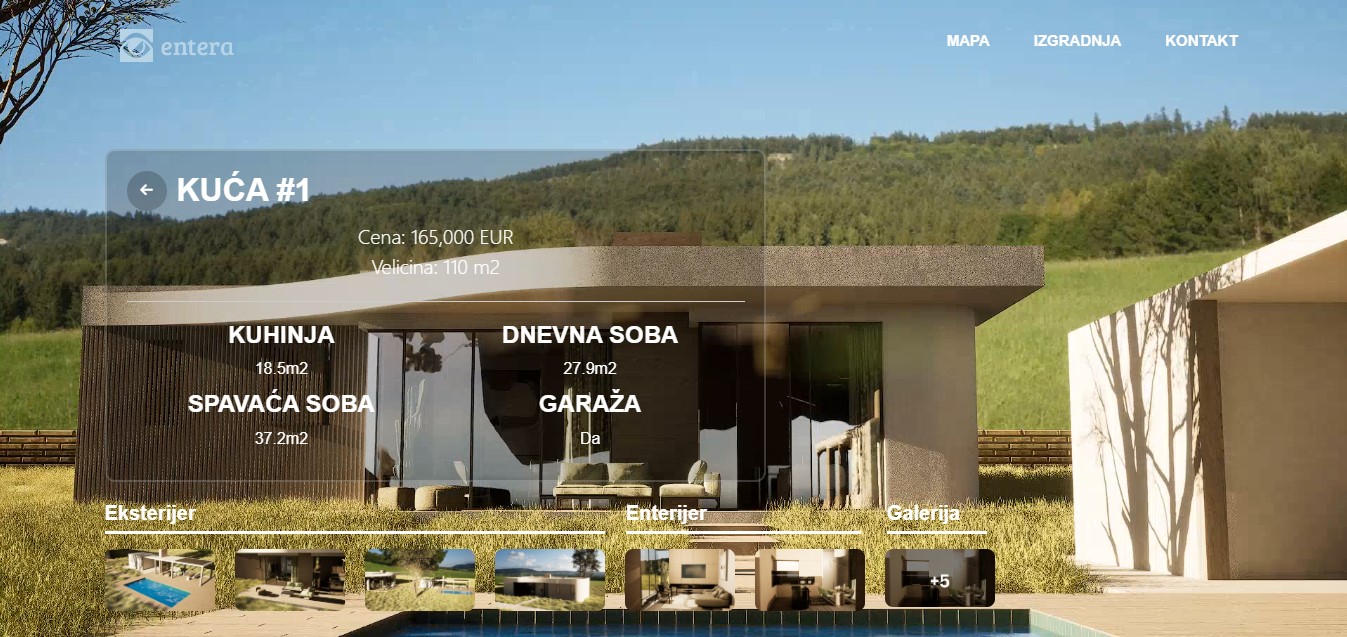 entera
MAPA IZGRADNJA KONTAKT
KUĆA #1
Cena: 165,000 EUR
Velicina: 110 m2
KUHINJA DNEVNA SOBA
18.5m2 27.9m2
SPAVAĆA SOBA GARAŽA
37.2m2 Da
Eksterijer Enterijer Galerija
+5